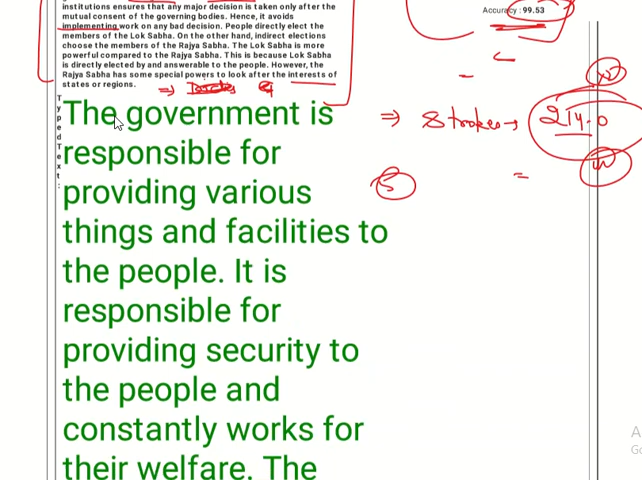 institutions ensures that any major decision is taken only after the
mutual consent of the governing bodies. Hence, it avoids
implementing work on any bad decision. People directly elect the
members of the Lok Sabha. On the other hand, indirect elections
choose the members of the Rajya Sabha. The Lok Sabha is more
powerful compared to the Rajya Sabha. This is because Lok Sabha
is directly elected by and answerable to the people. However, the
Rajya Sabha has some special powers to look after the interests of
states or regions.
Accuracy : 99.53
Typed Text :
The government is
responsible for
providing various
things and facilities to
the people. It is
responsible for
providing security to
the people and
constantly works for
their welfare. The
⇒ Strokes →
5
=